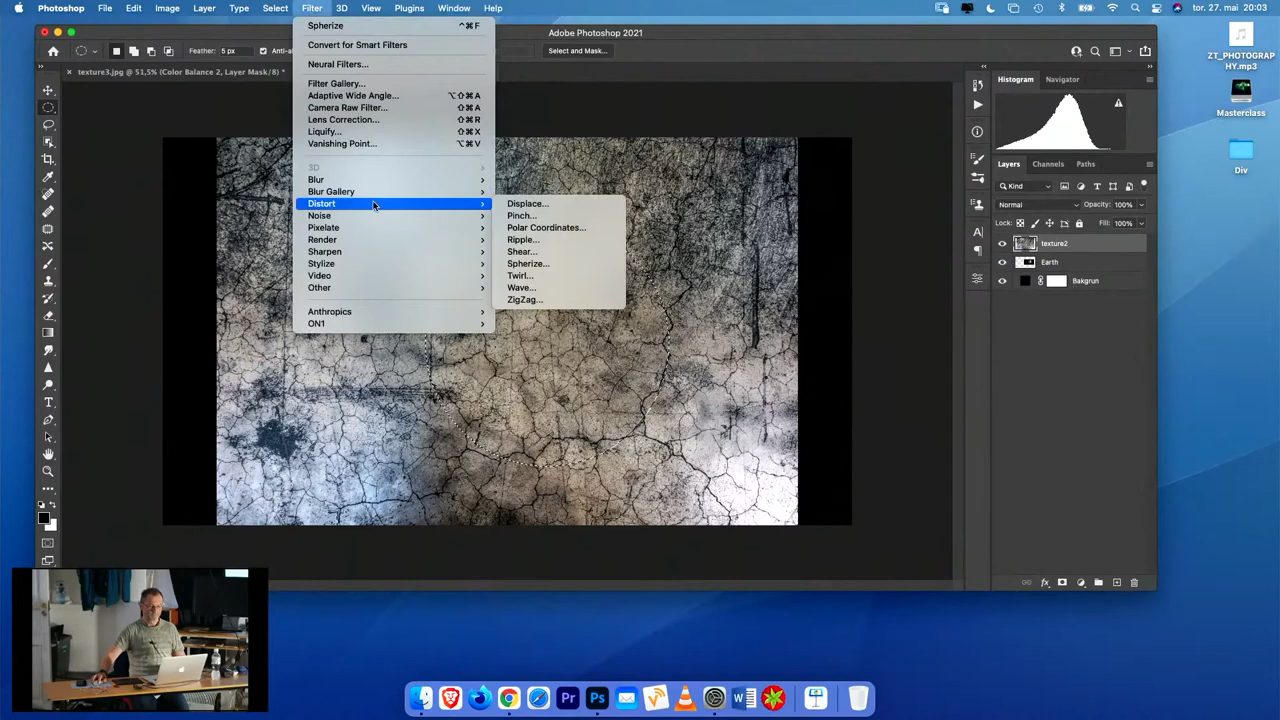 Photoshop File Edit Image Layer Type Select Filter 3D View Plugins Window Help tor. 27. mai 20:03
Adobe Photoshop 2021
Feather: 5 px Select and Mask...
texture3.jpg @ 51,5% (Color Balance 2, Layer Mask/8) *
Spherize ^⌘F
Convert for Smart Filters
Neural Filters...
Filter Gallery...
Adaptive Wide Angle... ⌥⇧⌘A
Camera Raw Filter... ⇧⌘A
Lens Correction... ⇧⌘R
Liquify... ⇧⌘X
Vanishing Point... ⌥⌘V
3D
Blur
Blur Gallery
Distort
Noise
Pixelate
Render
Sharpen
Stylize
Video
Other
Anthropics
ON1
Displace...
Pinch...
Polar Coordinates...
Ripple...
Shear...
Spherize...
Twirl...
Wave...
ZigZag...
Histogram Navigator
Layers Channels Paths
Kind
Normal Opacity: 100%
Lock: Fill: 100%
texture2
Earth
Bakgrun
ZT_PHOTOGRAPHY.mp3
Masterclass
Div
Pr
Ps